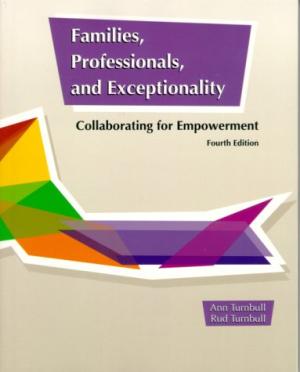 Families,
Professionals,
and Exceptionality
Collaborating for Empowerment
Fourth Edition
Ann Turnbull
Rud Turnbull